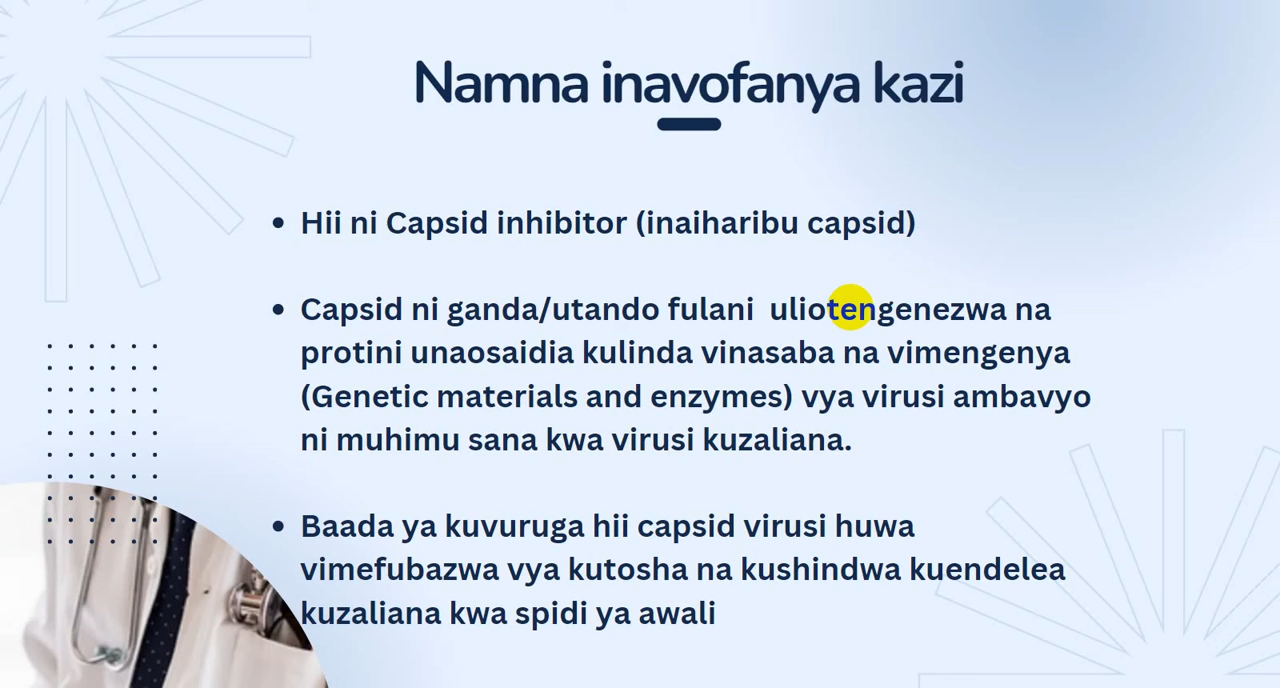 Namna inavofanya kazi
• Hii ni Capsid inhibitor (inaiharibu capsid)
• Capsid ni ganda/utando fulani uliotengenezwa na
protini unaosaidia kulinda vinasaba na vimengenya
(Genetic materials and enzymes) vya virusi ambavyo
ni muhimu sana kwa virusi kuzaliana.
• Baada ya kuvuruga hii capsid virusi huwa
vimefubazwa vya kutosha na kushindwa kuendelea
kuzaliana kwa spidi ya awali